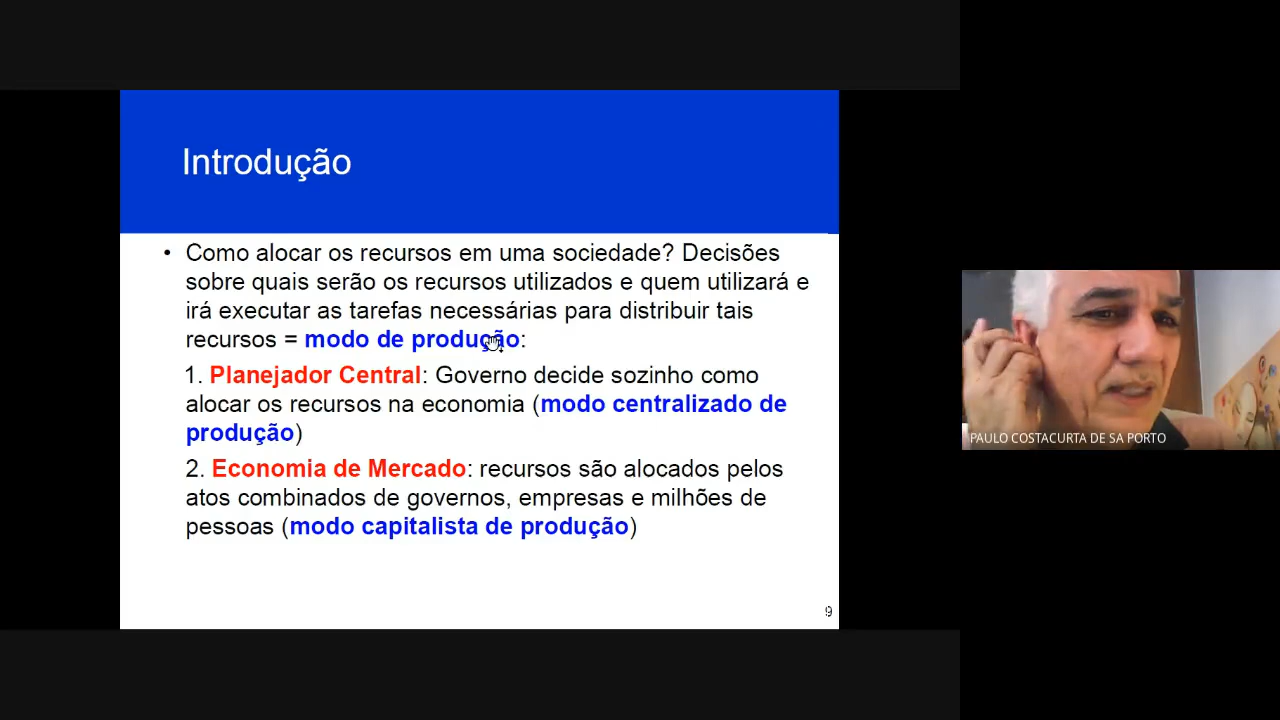 Introdução
• Como alocar os recursos em uma sociedade? Decisões
sobre quais serão os recursos utilizados e quem utilizará e
irá executar as tarefas necessárias para distribuir tais
recursos = modo de produção:
1. Planejador Central: Governo decide sozinho como
alocar os recursos na economia (modo centralizado de
produção)
2. Economia de Mercado: recursos são alocados pelos
atos combinados de governos, empresas e milhões de
pessoas (modo capitalista de produção)
9
PAULO COSTACURTA DE SA PORTO